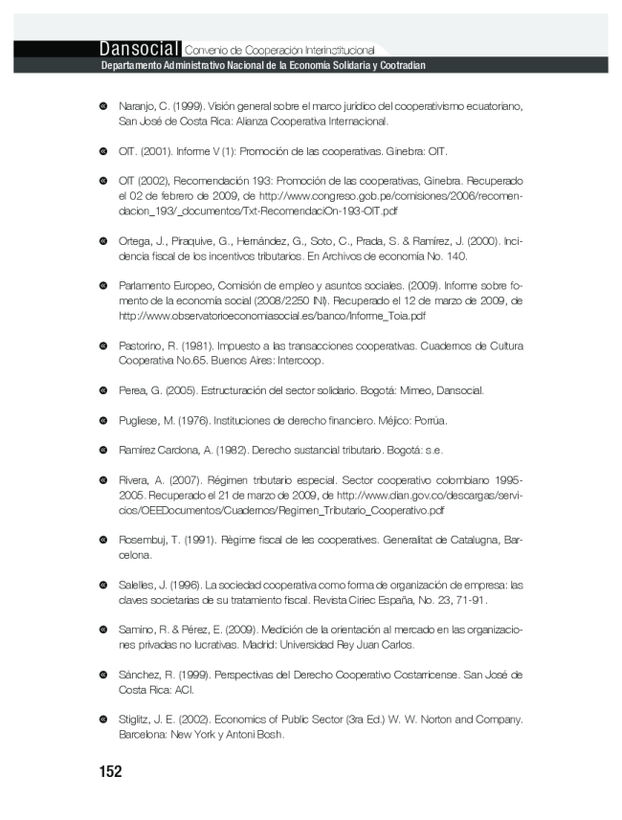 Dansocial Convenio de Cooperación Interinstitucional
Departamento Administrativo Nacional de la Economía Solidaria y Cootradian
Naranjo, C. (1999). Visión general sobre el marco jurídico del cooperativismo ecuatoriano,
San José de Costa Rica: Alianza Cooperativa Internacional.
OIT. (2001). Informe V (1): Promoción de las cooperativas. Ginebra: OIT.
OIT (2002), Recomendación 193: Promoción de las cooperativas, Ginebra. Recuperado
el 02 de febrero de 2009, de http://www.congreso.gob.pe/comisiones/2006/recomen-
dacion_193/_documentos/Txt-RecomendaciOn-193-OIT.pdf
Ortega, J., Piraquive, G., Hernández, G., Soto, C., Prada, S. & Ramírez, J. (2000). Inci-
dencia fiscal de los incentivos tributarios. En Archivos de economía No. 140.
Parlamento Europeo, Comisión de empleo y asuntos sociales. (2009). Informe sobre fo-
mento de la economía social (2008/2250 INI). Recuperado el 12 de marzo de 2009, de
http://www.observatorioeconomiasocial.es/banco/Informe_Toia.pdf
Pastorino, R. (1981). Impuesto a las transacciones cooperativas. Cuadernos de Cultura
Cooperativa No.65. Buenos Aires: Intercoop.
Perea, G. (2005). Estructuración del sector solidario. Bogotá: Mimeo, Dansocial.
Pugliese, M. (1976). Instituciones de derecho financiero. Méjico: Porrúa.
Ramírez Cardona, A. (1982). Derecho sustancial tributario. Bogotá: s.e.
Rivera, A. (2007). Régimen tributario especial. Sector cooperativo colombiano 1995-
2005. Recuperado el 21 de marzo de 2009, de http://www.dian.gov.co/descargas/servi-
cios/OEEDocumentos/Cuadernos/Regimen_Tributario_Cooperativo.pdf
Rosembuj, T. (1991). Règime fiscal de les cooperatives. Generalitat de Catalugna, Bar-
celona.
Salelles, J. (1996). La sociedad cooperativa como forma de organización de empresa: las
claves societarias de su tratamiento fiscal. Revista Ciriec España, No. 23, 71-91.
Samino, R. & Pérez, E. (2009). Medición de la orientación al mercado en las organizacio-
nes privadas no lucrativas. Madrid: Universidad Rey Juan Carlos.
Sánchez, R. (1999). Perspectivas del Derecho Cooperativo Costarricense. San José de
Costa Rica: ACI.
Stiglitz, J. E. (2002). Economics of Public Sector (3ra Ed.) W. W. Norton and Company.
Barcelona: New York y Antoni Bosh.
152